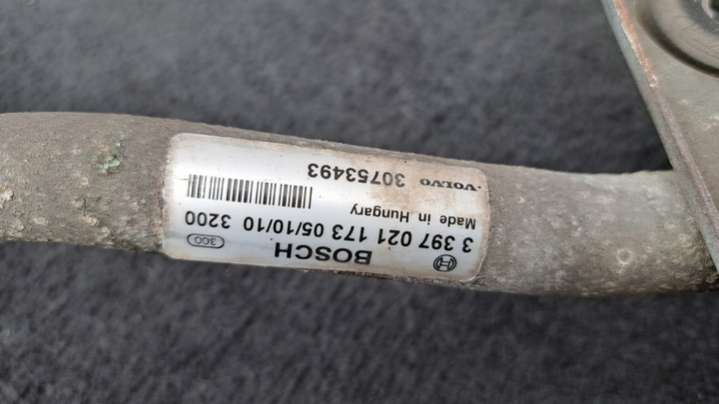 BOSCH 300
3 397 021 173 05/10/10 3200
Made in Hungary
VOLVO 30753493